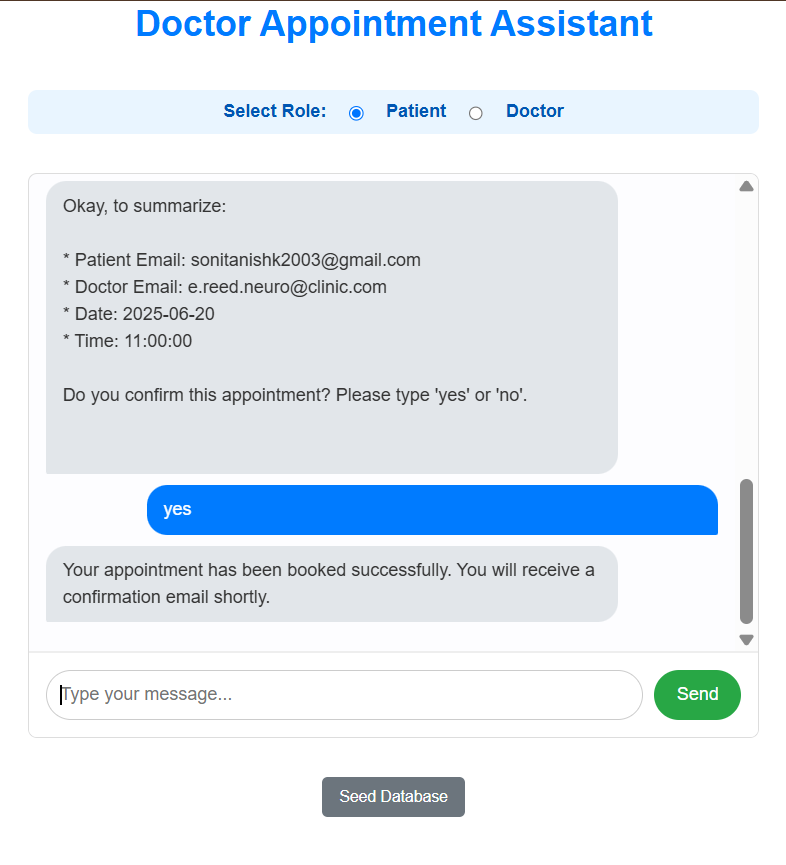 Doctor Appointment Assistant
Select Role: Patient Doctor
Okay, to summarize:
* Patient Email: sonitanishk2003@gmail.com
* Doctor Email: e.reed.neuro@clinic.com
* Date: 2025-06-20
* Time: 11:00:00
Do you confirm this appointment? Please type 'yes' or 'no'.
yes
Your appointment has been booked successfully. You will receive a
confirmation email shortly.
Type your message...
Send
Seed Database